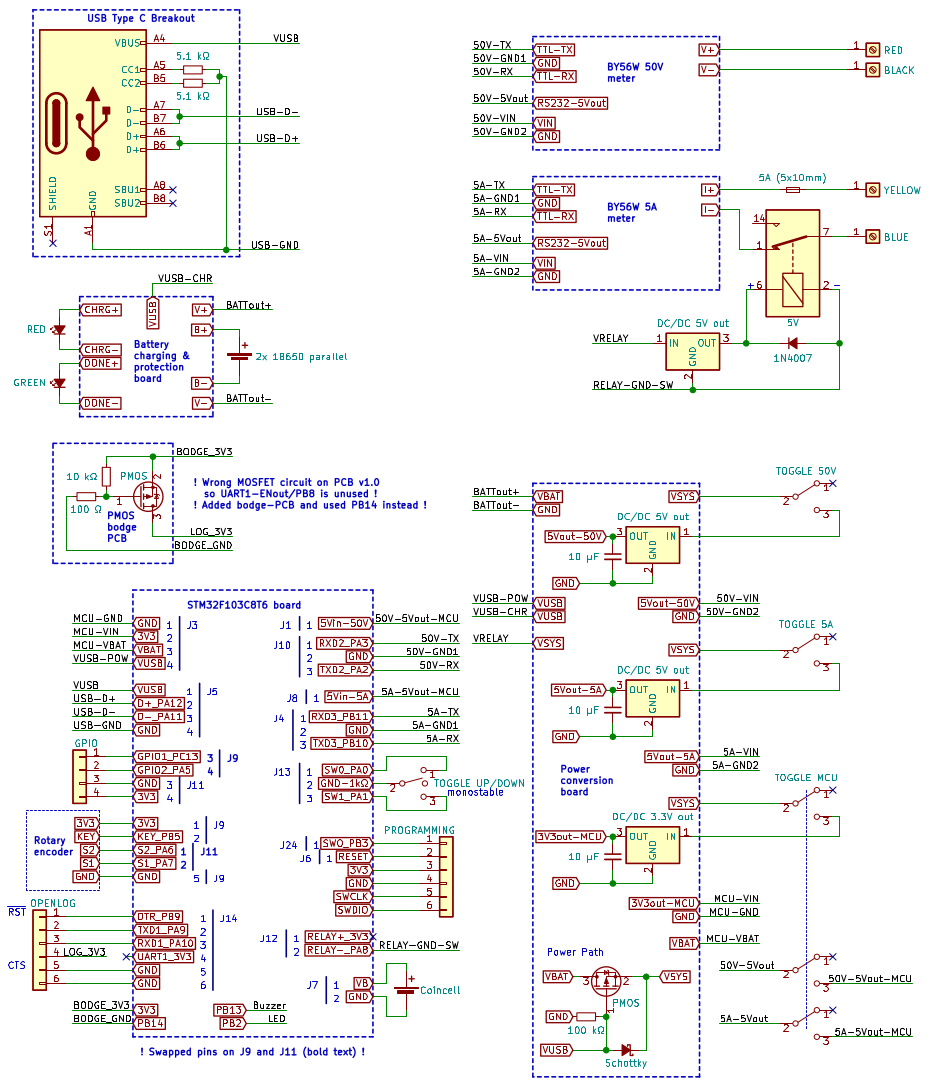 USB Type C Breakout
VBUS A4 VUSB
CC1 A5 5.1 kΩ
CC2 B5 5.1 kΩ
D- A7 USB-D-
D- B7
D+ A6 USB-D+
D+ B6
SBU1 A8
SBU2 B8
SHIELD GND
S1 A1
USB-GND
50V-TX TTL-TX
50V-GND1 GND
50V-RX TTL-RX
50V-5Vout RS232-5Vout
50V-VIN VIN
50V-GND2 GND
BY56W 50V
meter
V+ 1 RED
V- 1 BLACK
5A-TX TTL-TX
5A-GND1 GND
5A-RX TTL-RX
5A-5Vout RS232-5Vout
5A-VIN VIN
5A-GND2 GND
BY56W 5A
meter
I+ 5A (5x10mm) 1 YELLOW
I-
14
1 7 1 BLUE
+ 6 2 -
5V
1N4007
DC/DC 5V out
VRELAY 1 IN OUT 3
GND
2
RELAY-GND-SW
VUSB-CHR
VUSB
CHRG+ V+ BATTout+
RED B+
CHRG-
DONE+
GREEN B-
DONE- V- BATTout-
Battery
charging &
protection
board
+
2x 18650 parallel
BODGE_3V3
10 kΩ PMOS
2
1
100 Ω
3
PMOS
bodge
PCB
LOG_3V3
BODGE_GND
! Wrong MOSFET circuit on PCB v1.0
so UART1-ENout/PB8 is unused !
! Added bodge-PCB and used PB14 instead !
STM32F103C8T6 board
MCU-GND GND 1 J3
MCU-VIN 3V3 2
MCU-VBAT VBAT 3
VUSB-POW VUSB 4
VUSB VUSB 1 J5
USB-D+ D+_PA12 2
USB-D- D-_PA11 3
USB-GND GND 4
GPIO
1 GPIO1_PC13 3 J9
2 GPIO2_PA5 4
3 GND 3 J11
4 3V3 4
Rotary
encoder
3V3 3V3 1 J9
KEY KEY_PB5 2
S2 S2_PA6 1 J11
S1 S1_PA7 2
GND GND 5 J9
RST OPENLOG
1 DTR_PB9 1 J14
2 TXD1_PA9 2
3 RXD1_PA10 3
4 LOG_3V3 UART1_3V3 4
CTS 5 GND 5
6 GND 6
BODGE_3V3 3V3
BODGE_GND PB14
PB13 Buzzer
PB2 LED
J1 1 5Vin-50V 50V-5Vout-MCU
J10 1 RXD2_PA3 50V-TX
2 GND 50V-GND1
3 TXD2_PA2 50V-RX
J8 1 5Vin-5A 5A-5Vout-MCU
J4 1 RXD3_PB11 5A-TX
2 GND 5A-GND1
3 TXD3_PB10 5A-RX
J13 1 SW0_PA0
2 GND-1kΩ
3 SW1_PA1
1
2 TOGGLE UP/DOWN
3 monostable
PROGRAMMING
J24 1 SWO_PB3 1
J6 1 RESET 2
3V3 3
GND 4
SWCLK 5
SWDIO 6
J12 1 RELAY+_3V3
2 RELAY-_PA8 RELAY-GND-SW
J7 1 VB
2 GND
+
Coincell
! Swapped pins on J9 and J11 (bold text) !
BATTout+ VBAT
BATTout- GND
VSYS 2 TOGGLE 50V 1
3
DC/DC 5V out
5Vout-50V 3 OUT IN 1
GND
10 µF
2
GND
VUSB-POW VUSB
VUSB-CHR VUSB
5Vout-50V 50V-VIN
GND 50V-GND2
VRELAY VSYS
VSYS 2 TOGGLE 5A 1
3
DC/DC 5V out
5Vout-5A 3 OUT IN 1
GND
10 µF
2
GND
5Vout-5A 5A-VIN
GND 5A-GND2
Power
conversion
board
VSYS 2 TOGGLE MCU 1
3
DC/DC 3.3V out
3V3out-MCU 3 OUT IN 1
GND
10 µF
2
GND
3V3out-MCU MCU-VIN
GND MCU-GND
VBAT MCU-VBAT
Power Path
VBAT 3 2 VSYS
PMOS
1
GND 100 kΩ
VUSB
Schottky
50V-5Vout 2 1
3 50V-5Vout-MCU
5A-5Vout 2 1
3 5A-5Vout-MCU